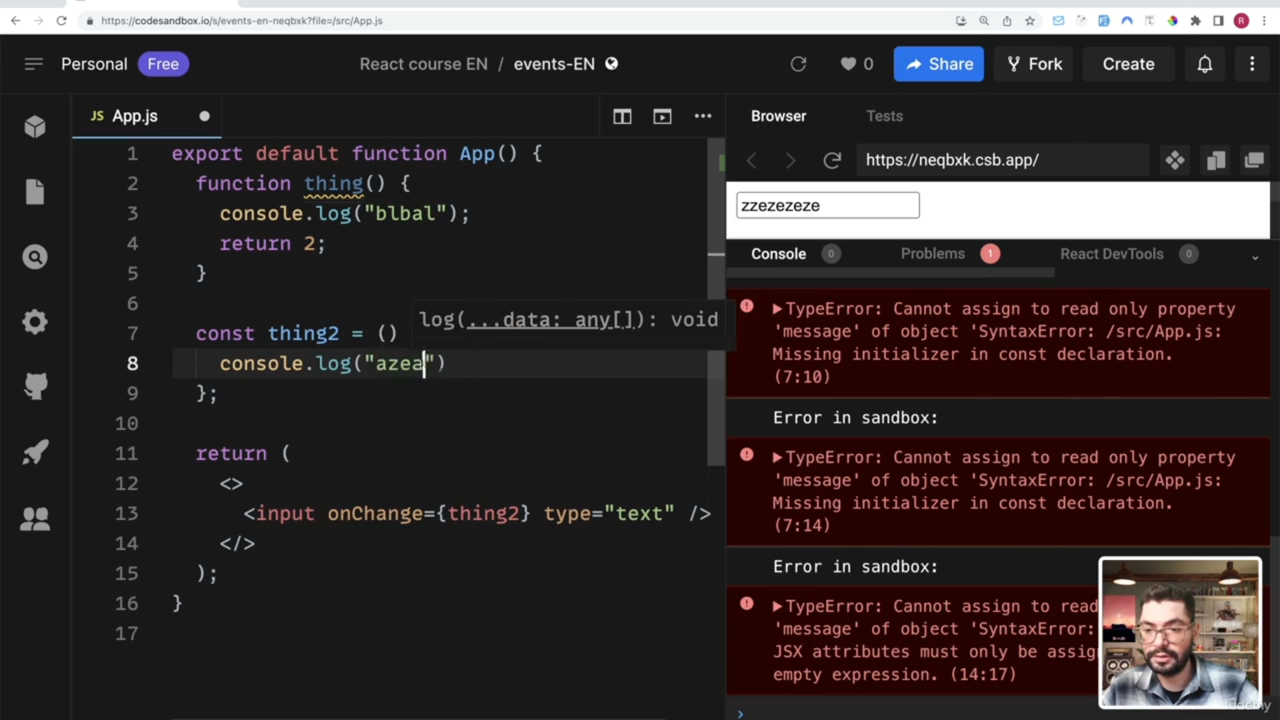 https://codesandbox.io/s/events-en-neqbxk?file=/src/App.js
R
Personal Free
React course EN / events-EN
0
Share
Fork
Create
JS App.js
1 export default function App() {
2 function thing() {
3 console.log("blbal");
4 return 2;
5 }
6
log(...data: any[]): void
7 const thing2 = ()
8 console.log("azea")
9 };
10
11 return (
12 <>
13 <input onChange={thing2} type="text" />
14 </>
15 );
16 }
17
Browser Tests
https://neqbxk.csb.app/
zzezezeze
Console 0 Problems 1 React DevTools 0
▶TypeError: Cannot assign to read only property
'message' of object 'SyntaxError: /src/App.js:
Missing initializer in const declaration.
(7:10)
Error in sandbox:
▶TypeError: Cannot assign to read only property
'message' of object 'SyntaxError: /src/App.js:
Missing initializer in const declaration.
(7:14)
Error in sandbox:
▶TypeError: Cannot assign to read
'message' of object 'SyntaxError:
JSX attributes must only be assig
empty expression. (14:17)
›
ûdemy